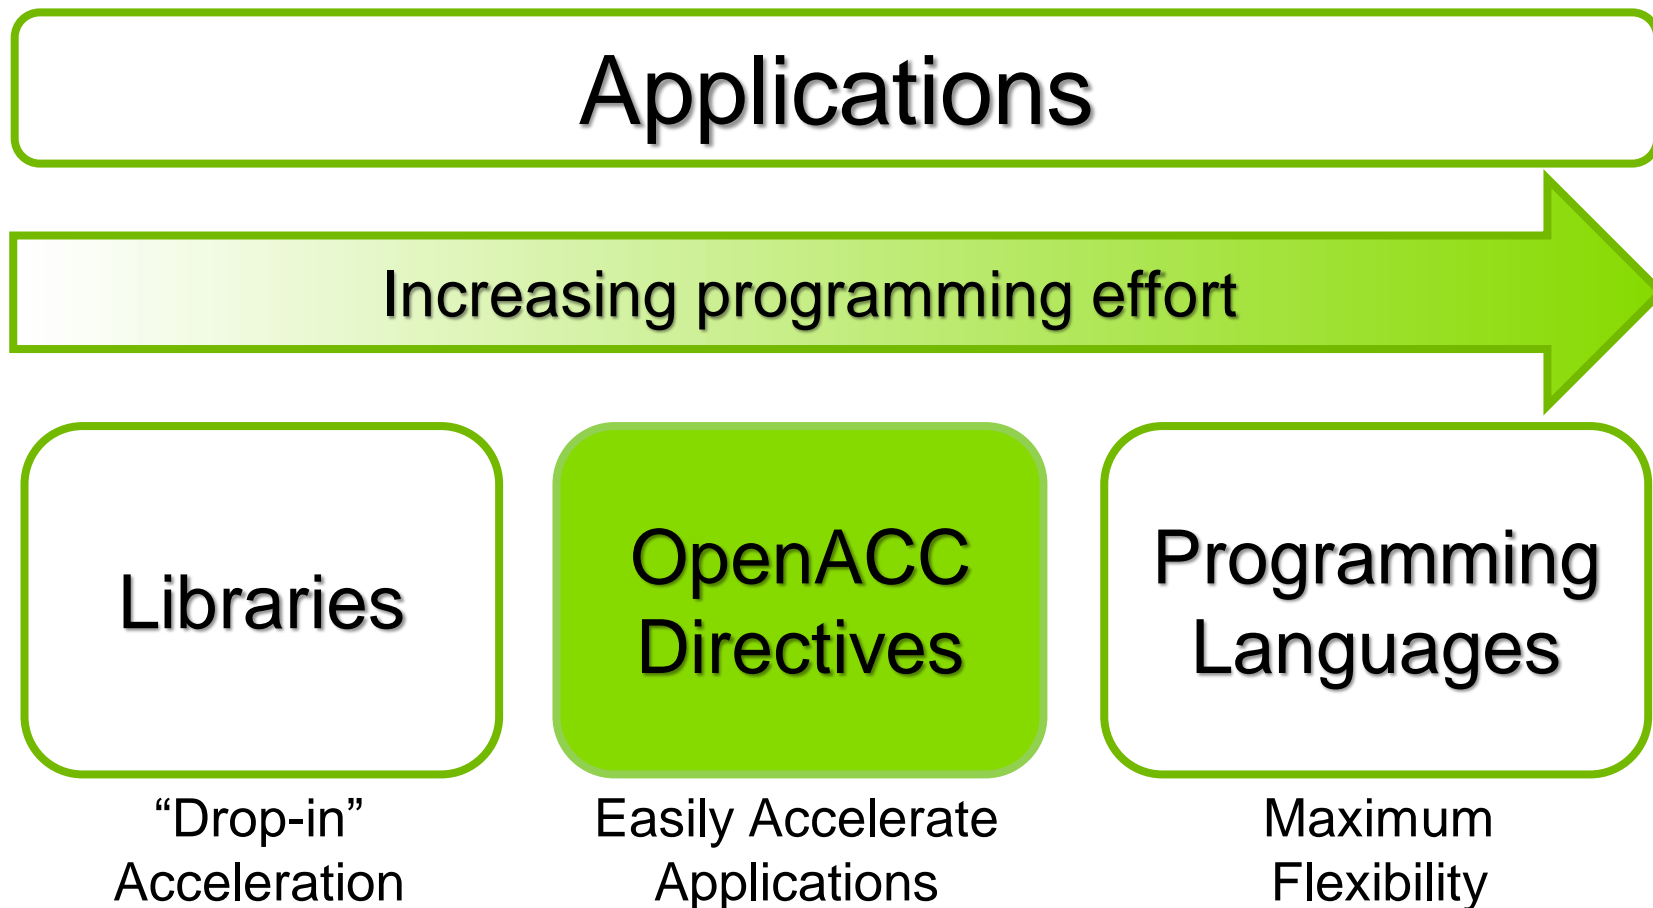 Applications
Increasing programming effort
Libraries
OpenACC
Directives
Programming
Languages
“Drop-in”
Acceleration
Easily Accelerate
Applications
Maximum
Flexibility